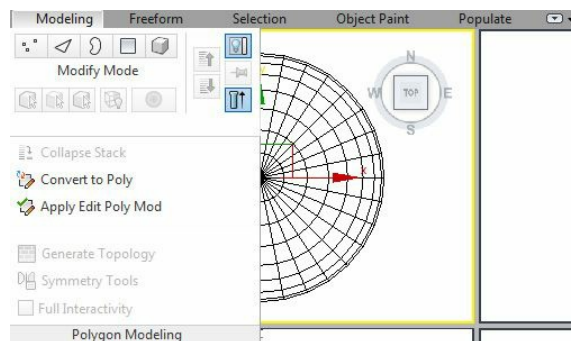 Modeling Freeform Selection Object Paint Populate
Modify Mode
Collapse Stack
Convert to Poly
Apply Edit Poly Mod
Generate Topology
Symmetry Tools
Full Interactivity
Polygon Modeling
N
W TOP E
S
x